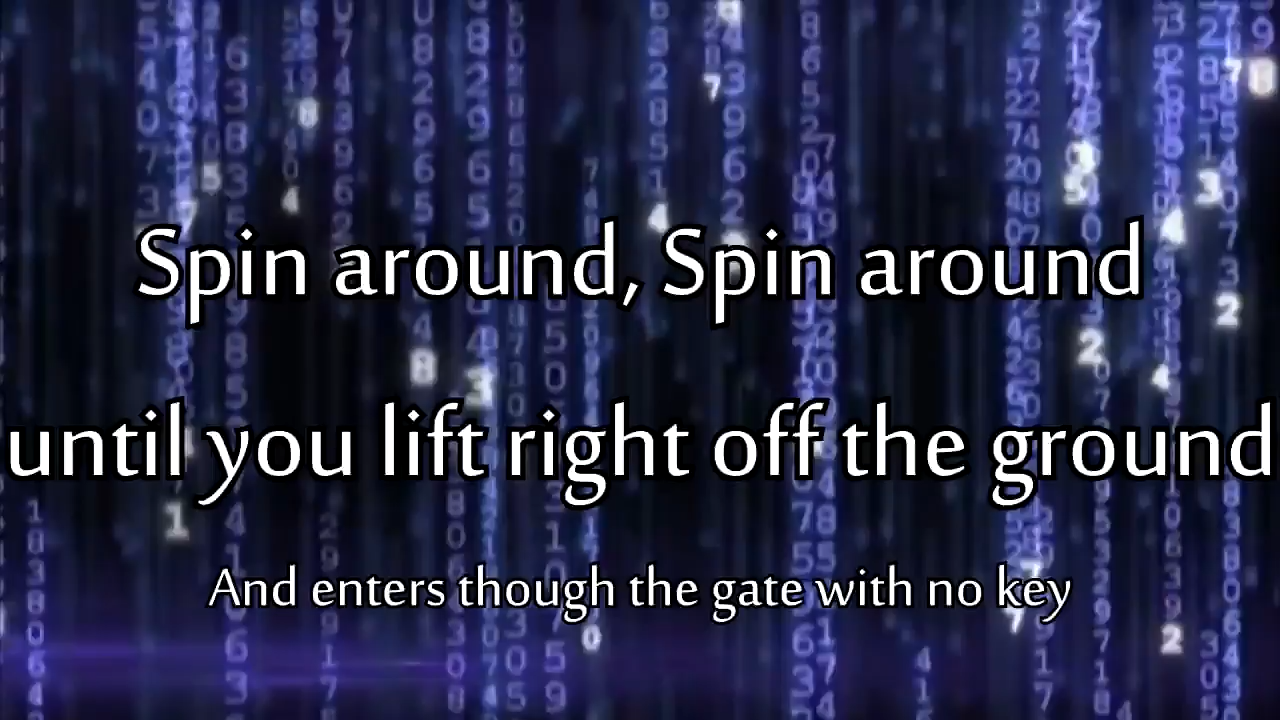 Spin around, Spin around
until you lift right off the ground
And enters though the gate with no key